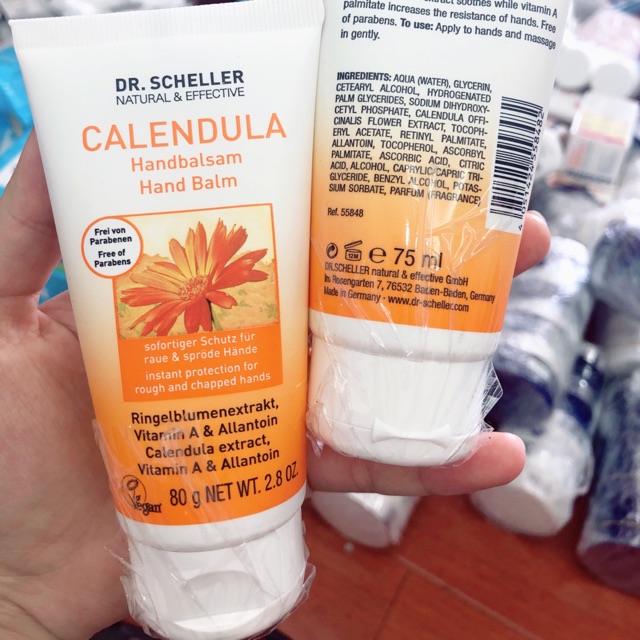 DR. SCHELLER
NATURAL & EFFECTIVE
CALENDULA
Handbalsam
Hand Balm
Frei von
Parabenen
Free of
Parabens
sofortiger Schutz für
raue & spröde Hände
instant protection for
rough and chapped hands
Ringelblumenextrakt,
Vitamin A & Allantoin
Calendula extract,
Vitamin A & Allantoin
80 g NET WT. 2.8 OZ.
Vegan
soothes while vitamin A
palmitate increases the resistance of hands. Free
of parabens. To use: Apply to hands and massage
in gently.
INGREDIENTS: AQUA (WATER), GLYCERIN,
CETEARYL ALCOHOL, HYDROGENATED
PALM GLYCERIDES, SODIUM DIHYDROXY-
CETYL PHOSPHATE, CALENDULA OFFI-
CINALIS FLOWER EXTRACT, TOCOPH-
ERYL ACETATE, RETINYL PALMITATE,
ALLANTOIN, TOCOPHEROL, ASCORBYL
PALMITATE, ASCORBIC ACID, CITRIC
ACID, ALCOHOL, CAPRYLIC/CAPRIC TRI-
GLYCERIDE, BENZYL ALCOHOL, POTAS-
SIUM SORBATE, PARFUM (FRAGRANCE)
Ref. 55848
12M e 75 ml
DR.SCHELLER natural & effective GmbH
Im Rosengarten 7, 76532 Baden-Baden, Germany
Made in Germany · www.dr-scheller.com